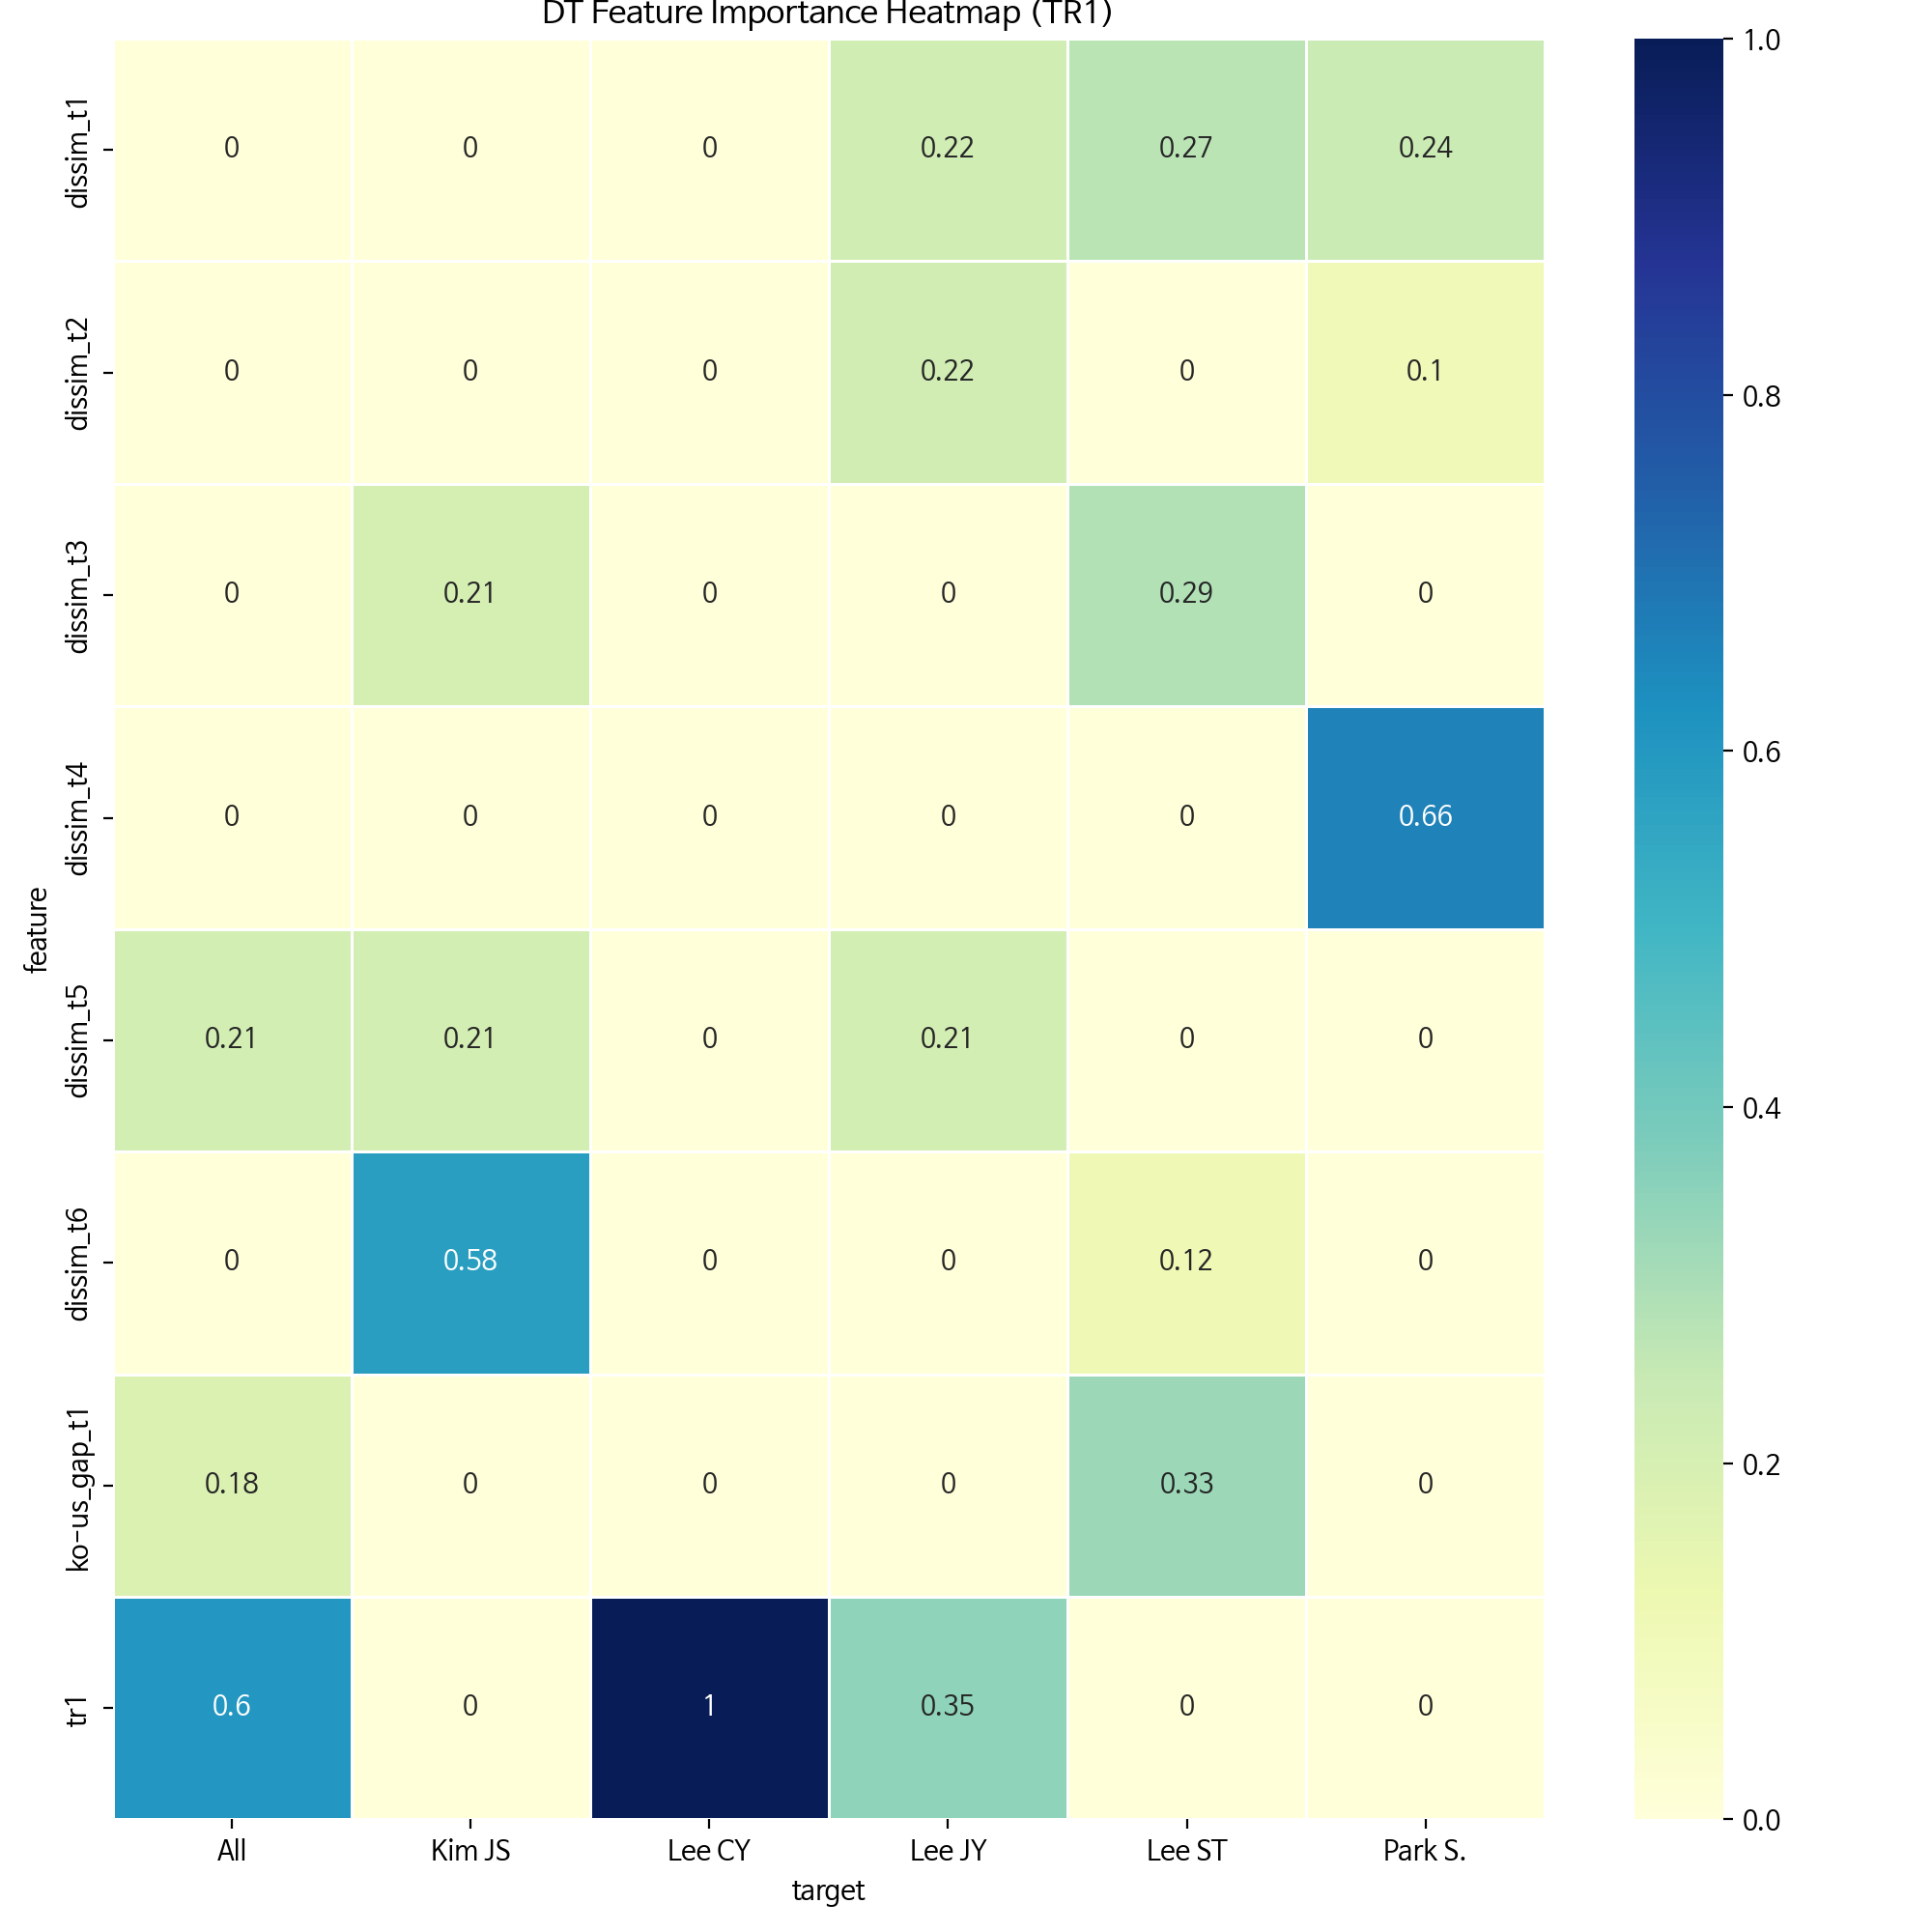 DT Feature Importance Heatmap (TR1)
feature
dissim_t1 0 0 0 0.22 0.27 0.24
dissim_t2 0 0 0 0.22 0 0.1
dissim_t3 0 0.21 0 0 0.29 0
dissim_t4 0 0 0 0 0 0.66
dissim_t5 0.21 0.21 0 0.21 0 0
dissim_t6 0 0.58 0 0 0.12 0
ko-us_gap_t1 0.18 0 0 0 0.33 0
tr1 0.6 0 1 0.35 0 0
All Kim JS Lee CY Lee JY Lee ST Park S.
target
1.0
0.8
0.6
0.4
0.2
0.0